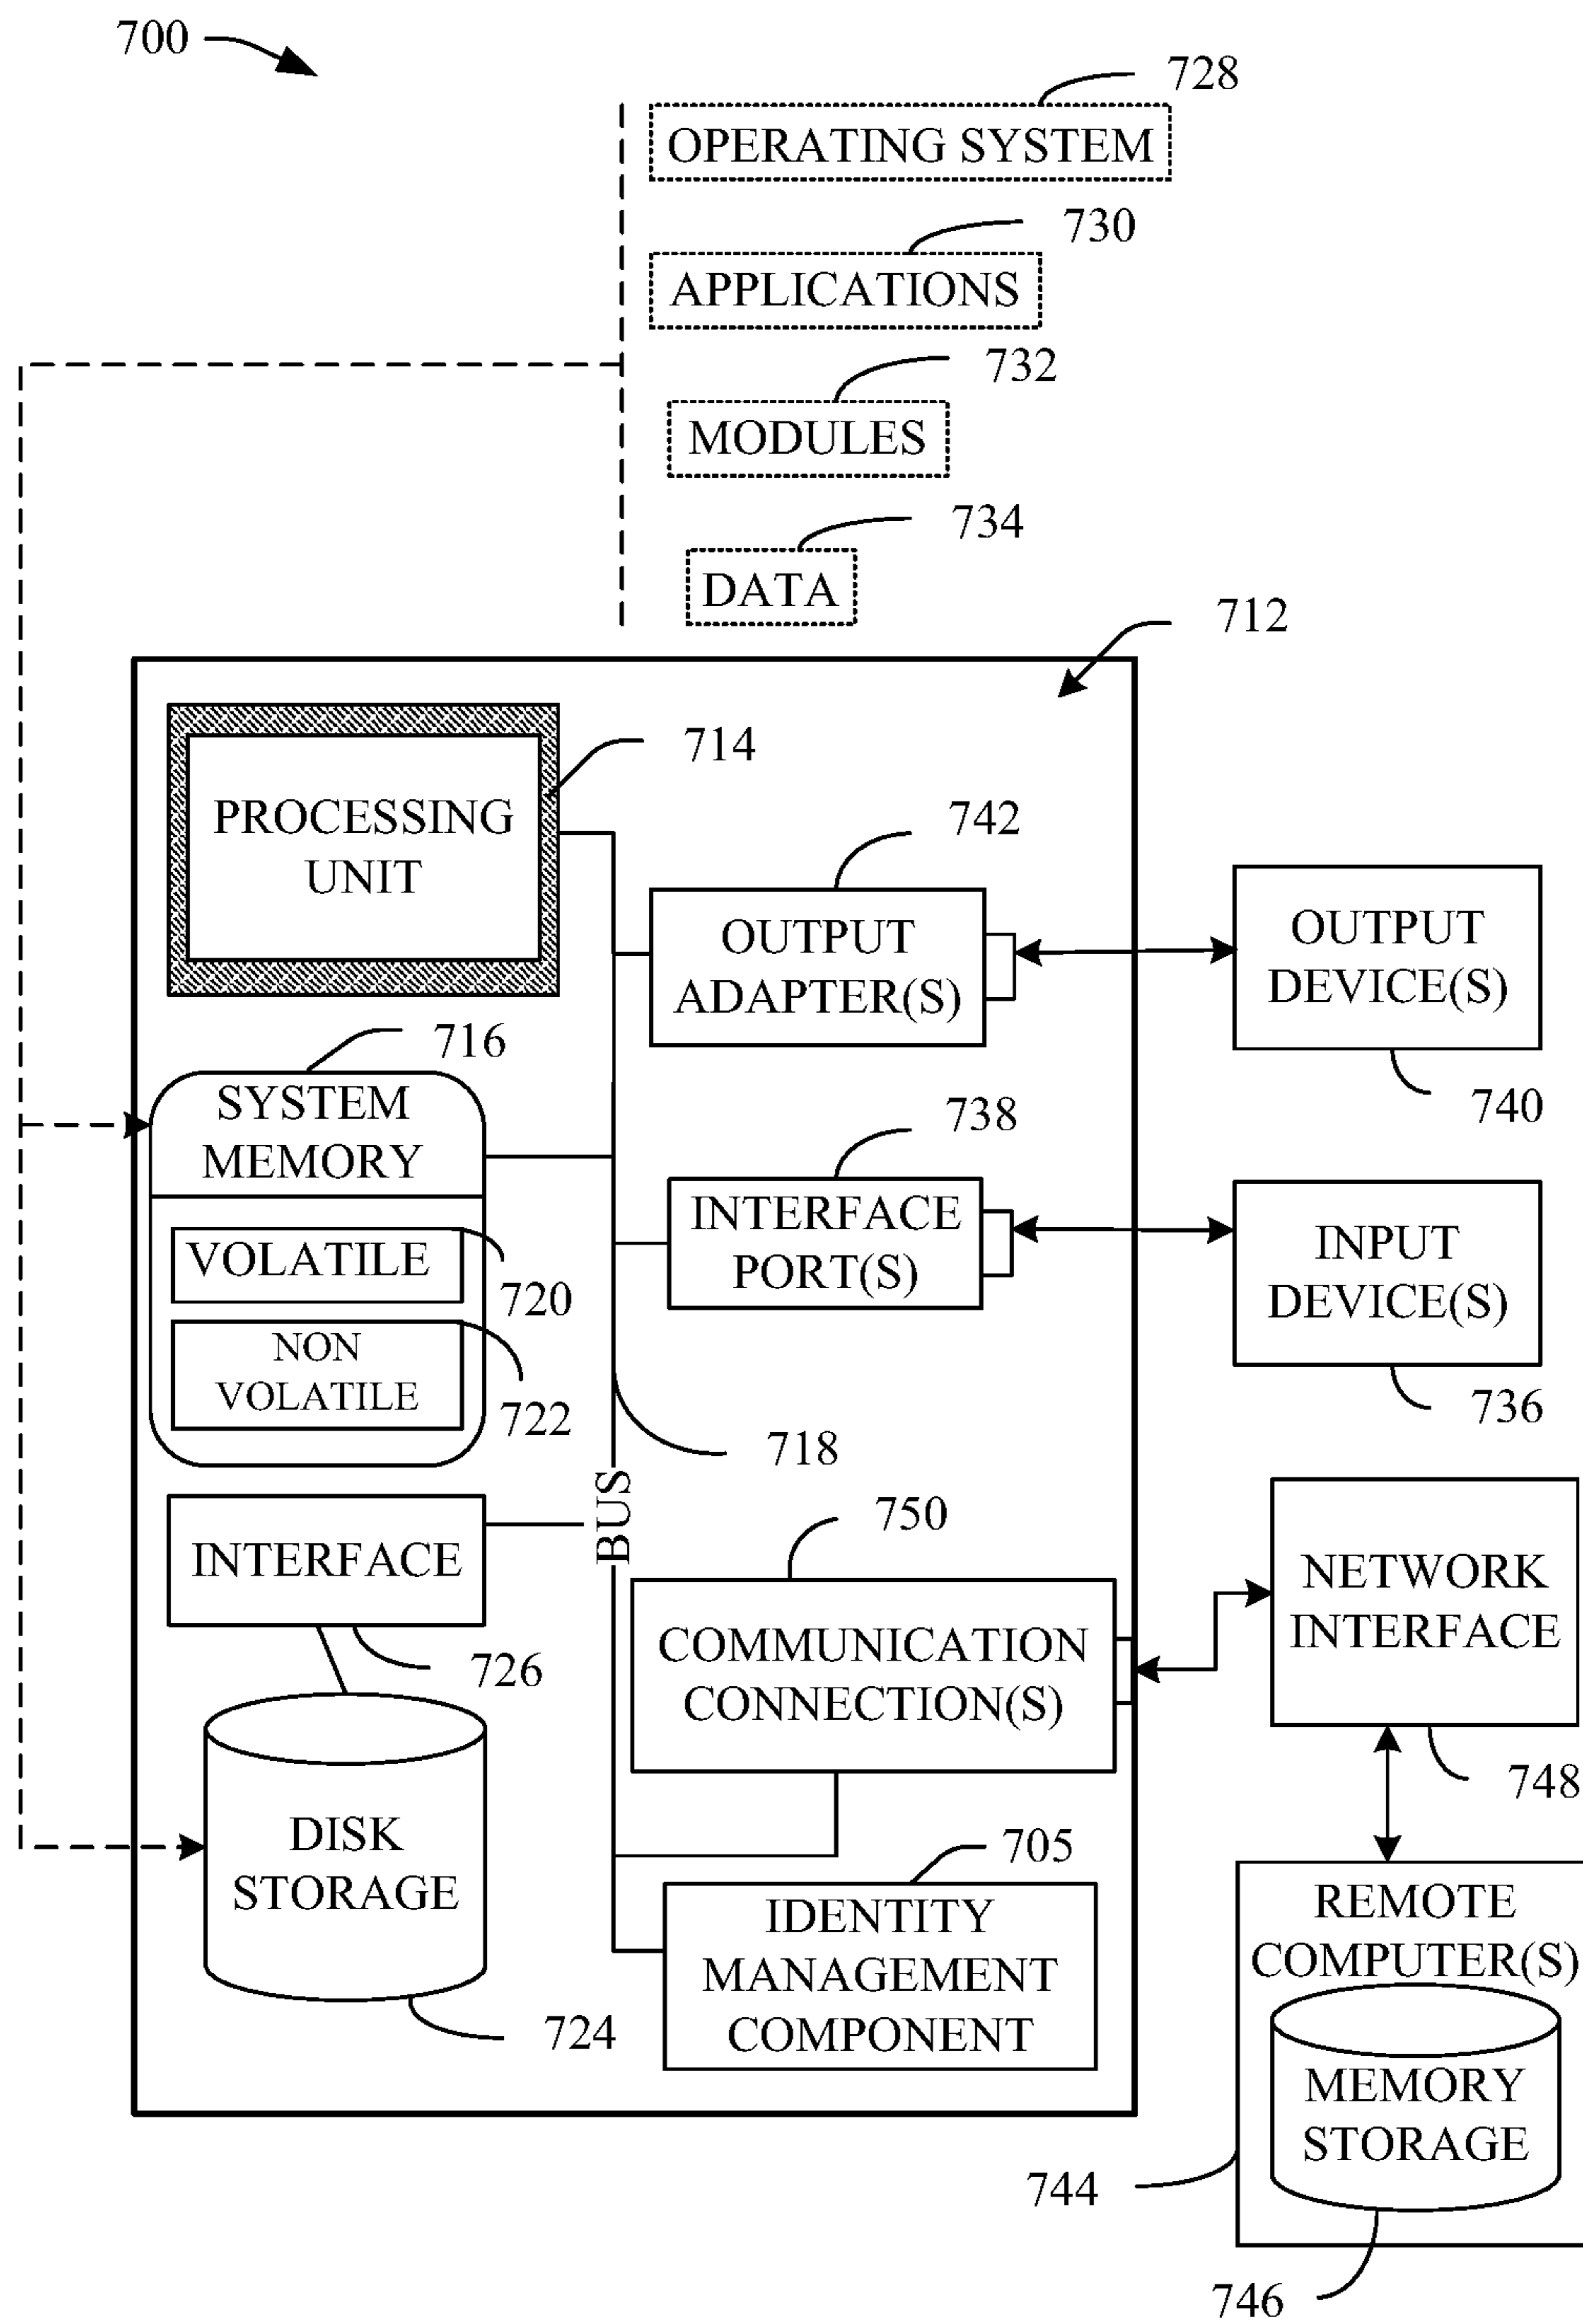 700
728
OPERATING SYSTEM
730
APPLICATIONS
732
MODULES
734
DATA
712
714
PROCESSING
UNIT
742
OUTPUT
ADAPTER(S)
OUTPUT
DEVICE(S)
740
716
SYSTEM
MEMORY
VOLATILE
720
NON
VOLATILE
722
738
INTERFACE
PORT(S)
INPUT
DEVICE(S)
736
718
BUS
INTERFACE
726
750
COMMUNICATION
CONNECTION(S)
NETWORK
INTERFACE
748
DISK
STORAGE
724
705
IDENTITY
MANAGEMENT
COMPONENT
REMOTE
COMPUTER(S)
MEMORY
STORAGE
744
746